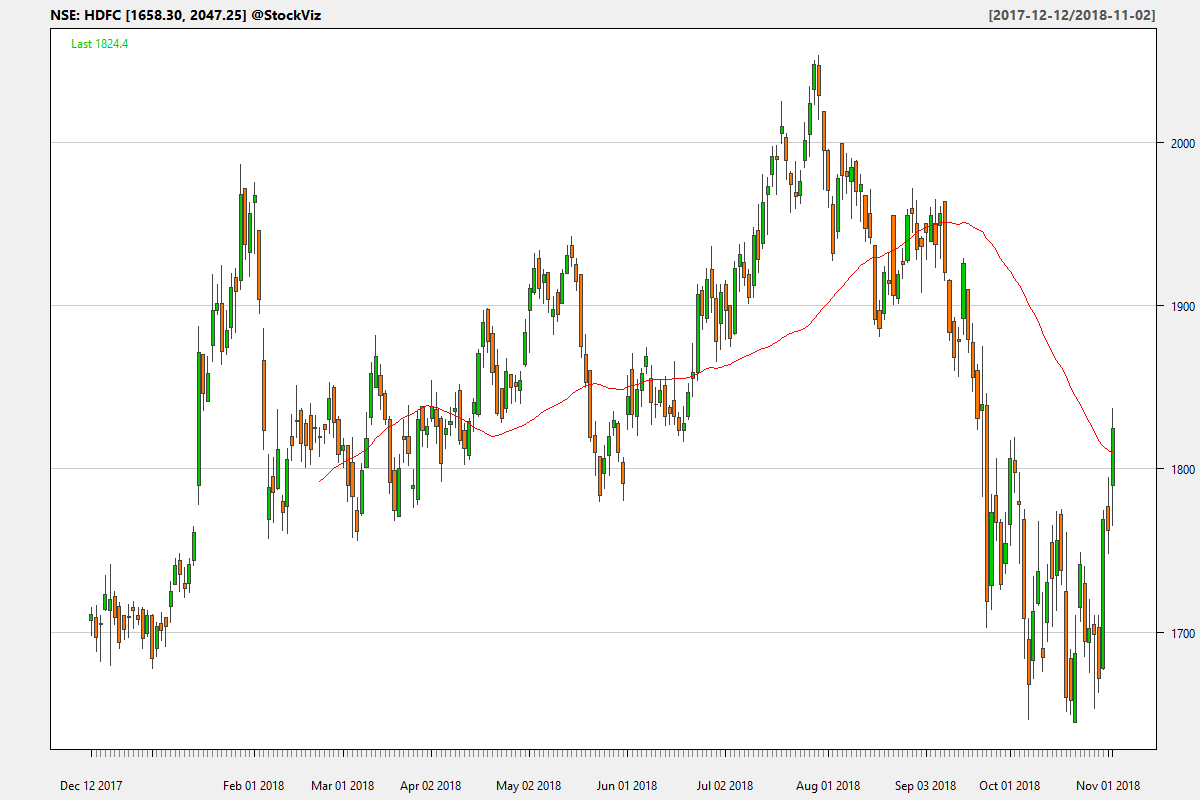 NSE: HDFC [1658.30, 2047.25] @StockViz [2017-12-12/2018-11-02]
Last 1824.4
2000
1900
1800
1700
Dec 12 2017 Feb 01 2018 Mar 01 2018 Apr 02 2018 May 02 2018 Jun 01 2018 Jul 02 2018 Aug 01 2018 Sep 03 2018 Oct 01 2018 Nov 01 2018